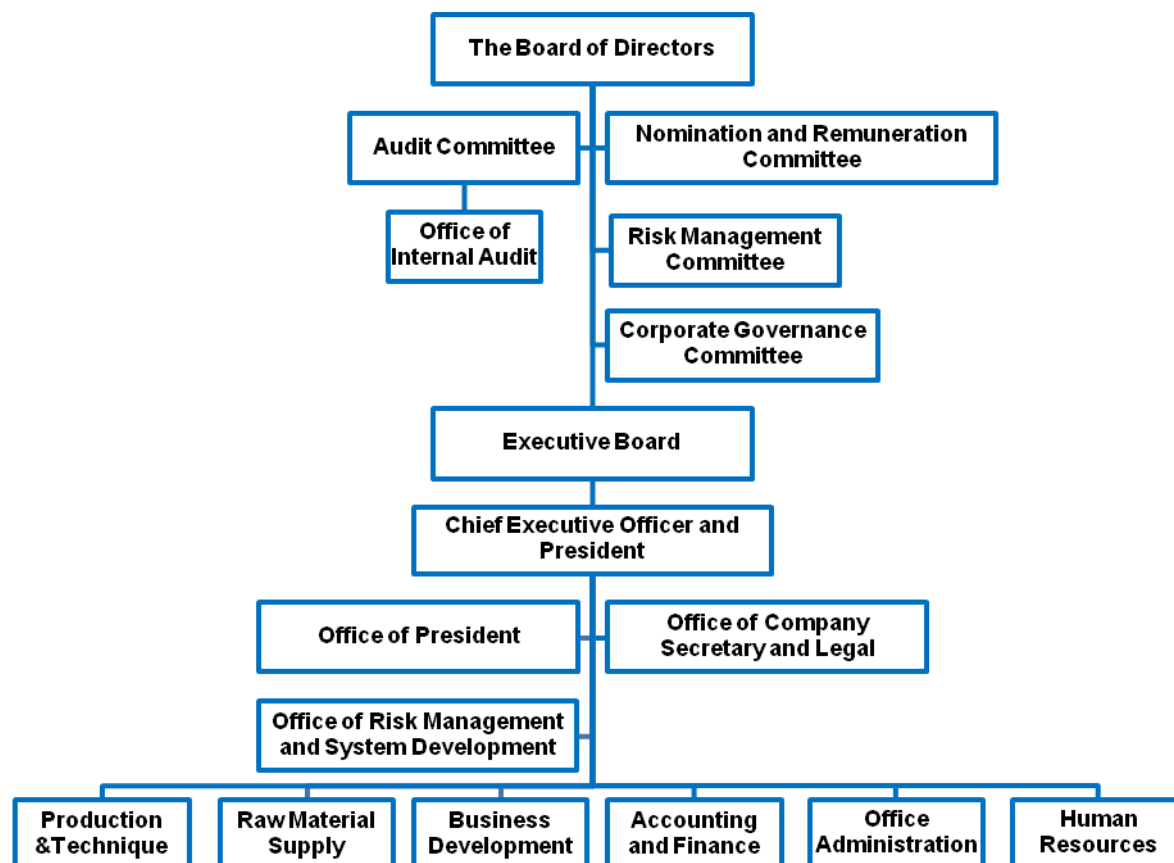 The Board of Directors
Audit Committee
Nomination and Remuneration
Committee
Office of
Internal Audit
Risk Management
Committee
Corporate Governance
Committee
Executive Board
Chief Executive Officer and
President
Office of President
Office of Company
Secretary and Legal
Office of Risk Management
and System Development
Production
&Technique
Raw Material
Supply
Business
Development
Accounting
and Finance
Office
Administration
Human
Resources